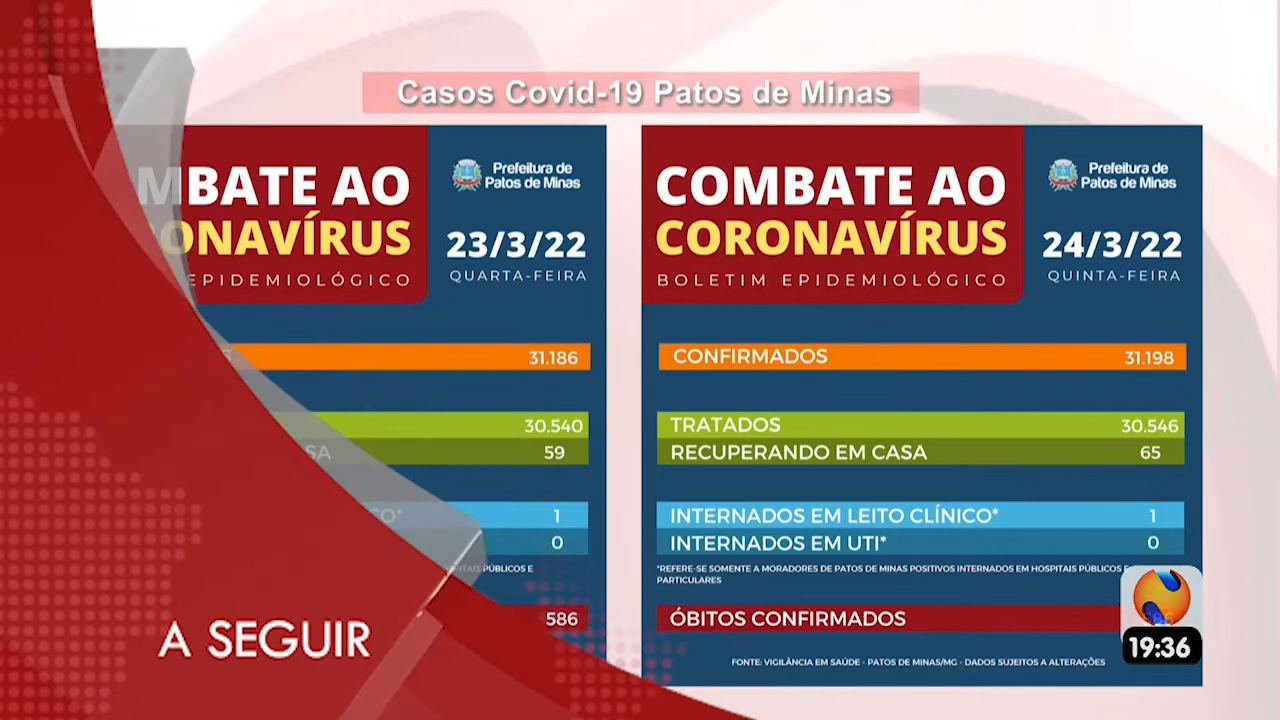 Casos Covid-19 Patos de Minas
MBATE AO
ONAVÍRUS
EPIDEMIOLÓGICO
Prefeitura de
Patos de Minas
23/3/22
QUARTA-FEIRA
31.186
30.540
SA 59
CO* 1
0
PÚBLICOS E
586
COMBATE AO
CORONAVÍRUS
BOLETIM EPIDEMIOLÓGICO
Prefeitura de
Patos de Minas
24/3/22
QUINTA-FEIRA
CONFIRMADOS 31.198
TRATADOS 30.546
RECUPERANDO EM CASA 65
INTERNADOS EM LEITO CLÍNICO* 1
INTERNADOS EM UTI* 0
*REFERE-SE SOMENTE A MORADORES DE PATOS DE MINAS POSITIVOS INTERNADOS EM HOSPITAIS PÚBLICOS E
PARTICULARES
ÓBITOS CONFIRMADOS
FONTE: VIGILÂNCIA EM SAÚDE - PATOS DE MINAS/MG - DADOS SUJEITOS A ALTERAÇÕES
A SEGUIR
19:36